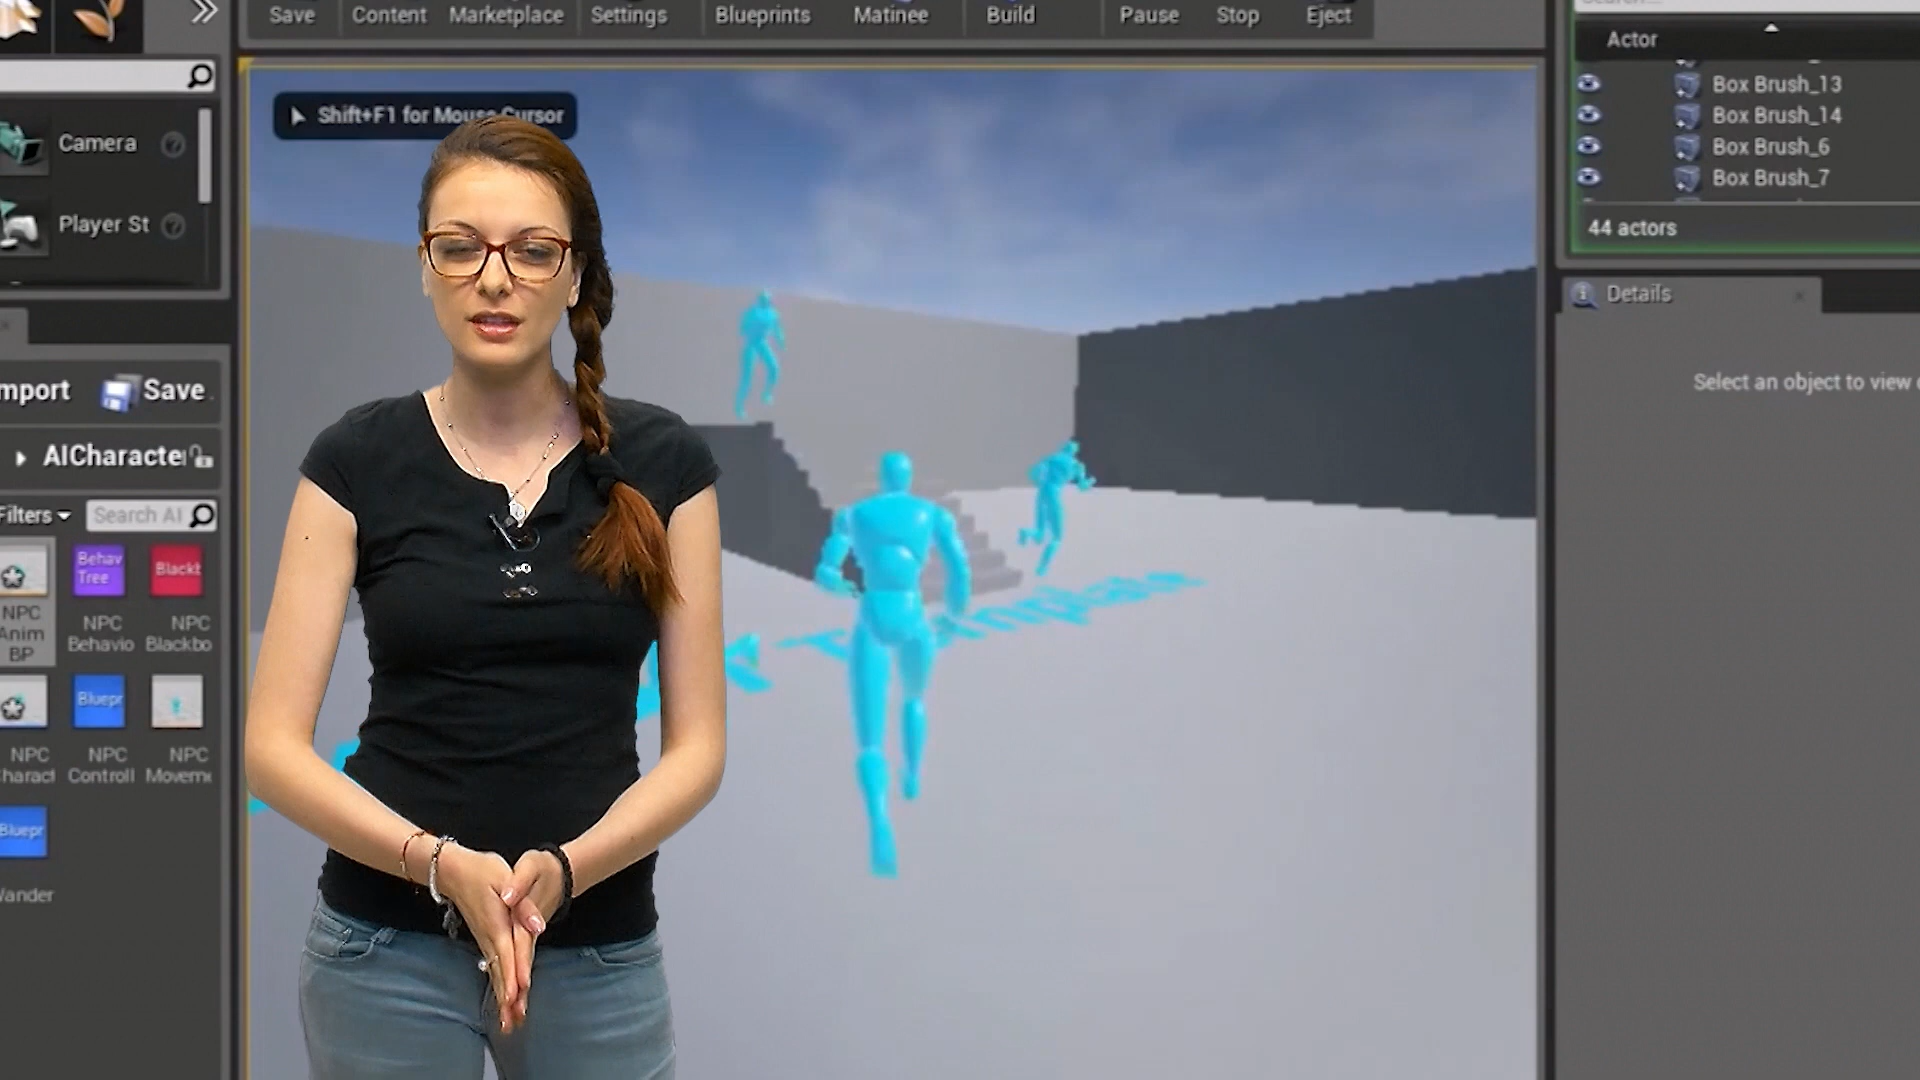 Save Content Marketplace Settings Blueprints Matinee Build Pause Stop Eject
Shift+F1 for Mouse Cursor
Camera
Player St
mport Save
AICharacte
Filters
Search AI
NPC
Anim
BP
Behav
Tree
NPC
Behavio
Blackb
NPC
Blackbo
NPC
Charact
Bluepr
NPC
Controll
NPC
Movem
Bluepr
Wander
Actor
Box Brush_13
Box Brush_14
Box Brush_6
Box Brush_7
44 actors
Details
Select an object to view